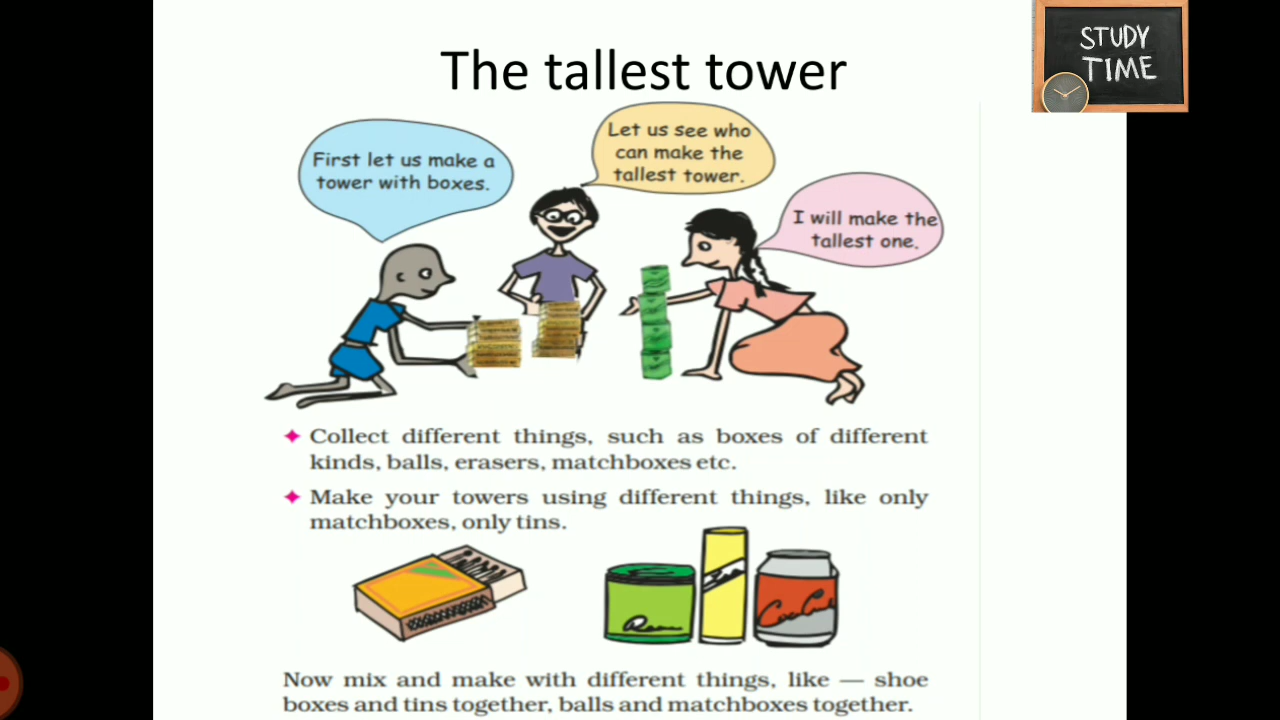 The tallest tower
STUDY
TIME
First let us make a
tower with boxes.
Let us see who
can make the
tallest tower.
I will make the
tallest one.
Collect different things, such as boxes of different
kinds, balls, erasers, matchboxes etc.
Make your towers using different things, like only
matchboxes, only tins.
Now mix and make with different things, like — shoe
boxes and tins together, balls and matchboxes together.